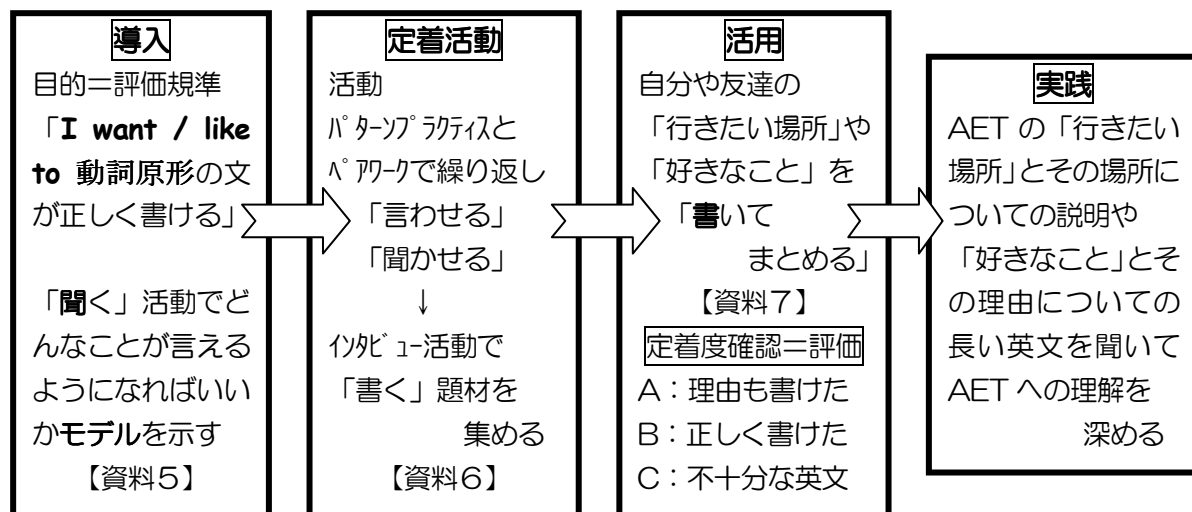 導入
目的=評価規準
「I want / like
to 動詞原形の文
が正しく書ける」
「聞く」活動でど
んなことが言える
ようになればいい
かモデルを示す
【資料5】
定着活動
活動
ﾊﾟﾀｰﾝﾌﾟﾗｸﾃｨｽと
ﾍﾟｱﾜｰｸで繰り返し
「言わせる」
「聞かせる」
↓
ｲﾝﾀﾋﾞｭｰ活動で
「書く」題材を
集める
【資料6】
活用
自分や友達の
「行きたい場所」や
「好きなこと」を
「書いて
まとめる」
【資料7】
定着度確認=評価
A:理由も書けた
B:正しく書けた
C:不十分な英文
実践
AET の「行きたい
場所」とその場所に
ついての説明や
「好きなこと」とそ
の理由についての
長い英文を聞いて
AET への理解を
深める